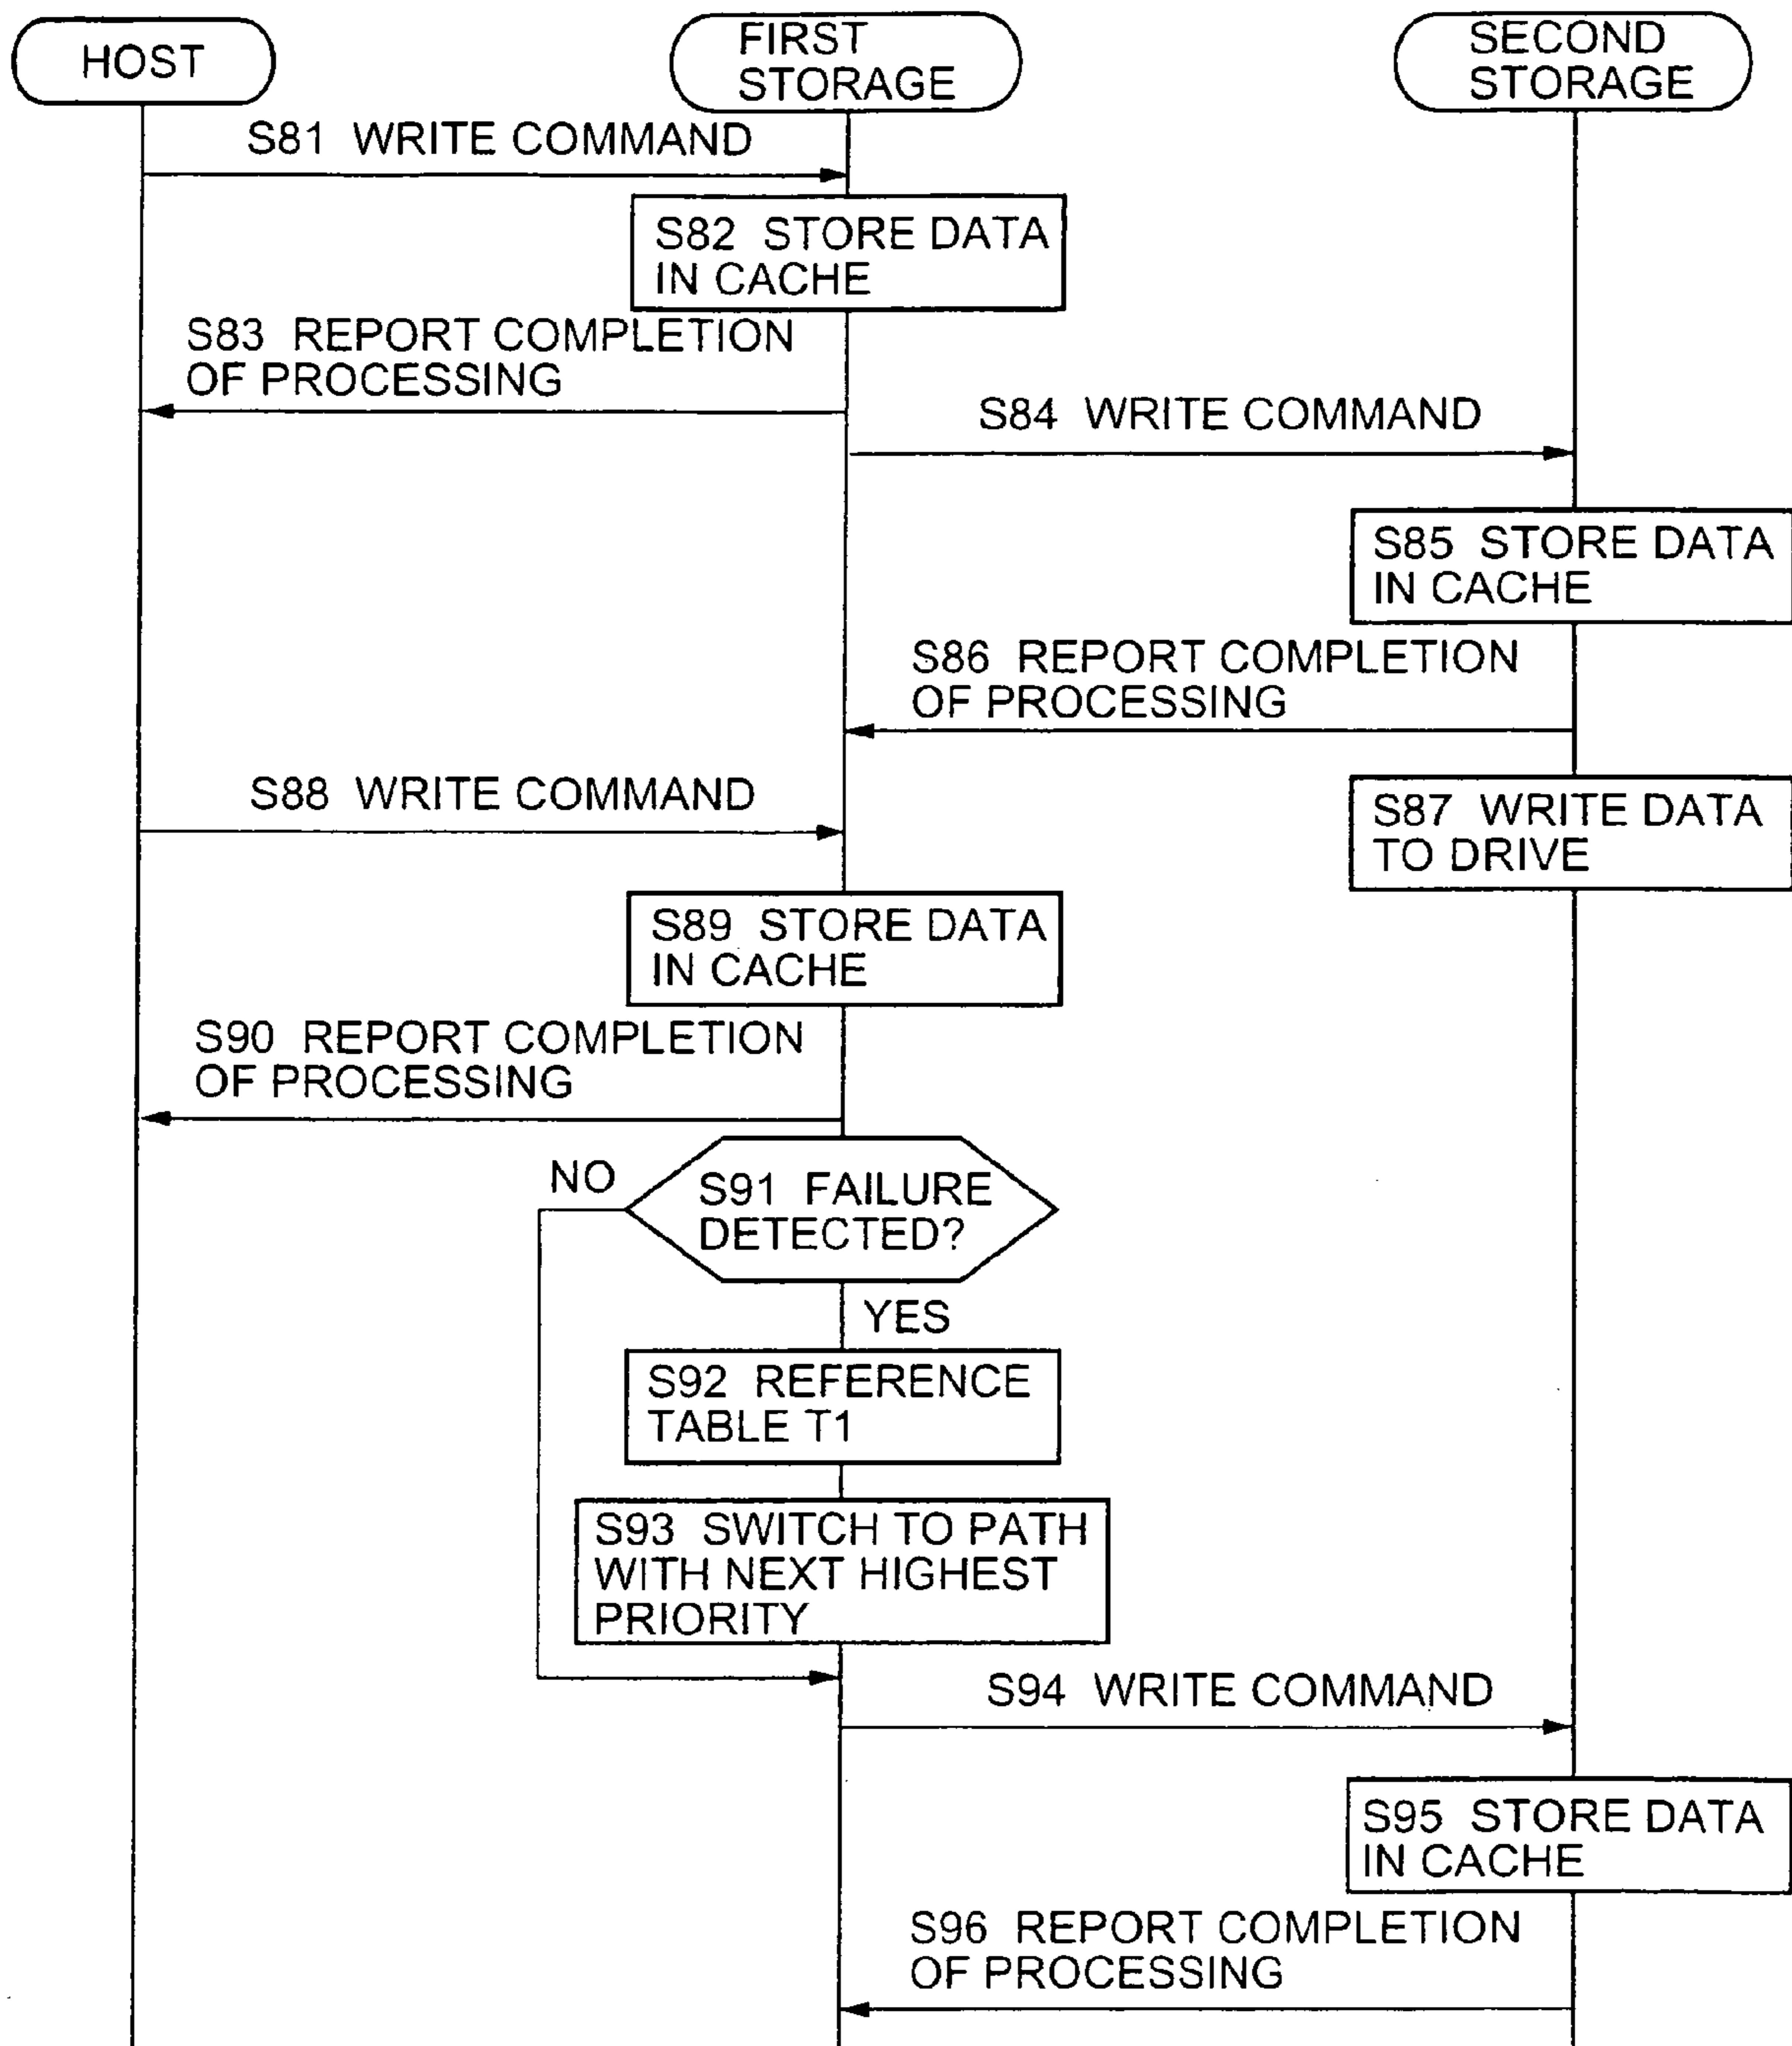 HOST
FIRST
STORAGE
SECOND
STORAGE
S81 WRITE COMMAND
S82 STORE DATA
IN CACHE
S83 REPORT COMPLETION
OF PROCESSING
S84 WRITE COMMAND
S85 STORE DATA
IN CACHE
S86 REPORT COMPLETION
OF PROCESSING
S88 WRITE COMMAND
S87 WRITE DATA
TO DRIVE
S89 STORE DATA
IN CACHE
S90 REPORT COMPLETION
OF PROCESSING
NO
S91 FAILURE
DETECTED?
YES
S92 REFERENCE
TABLE T1
S93 SWITCH TO PATH
WITH NEXT HIGHEST
PRIORITY
S94 WRITE COMMAND
S95 STORE DATA
IN CACHE
S96 REPORT COMPLETION
OF PROCESSING